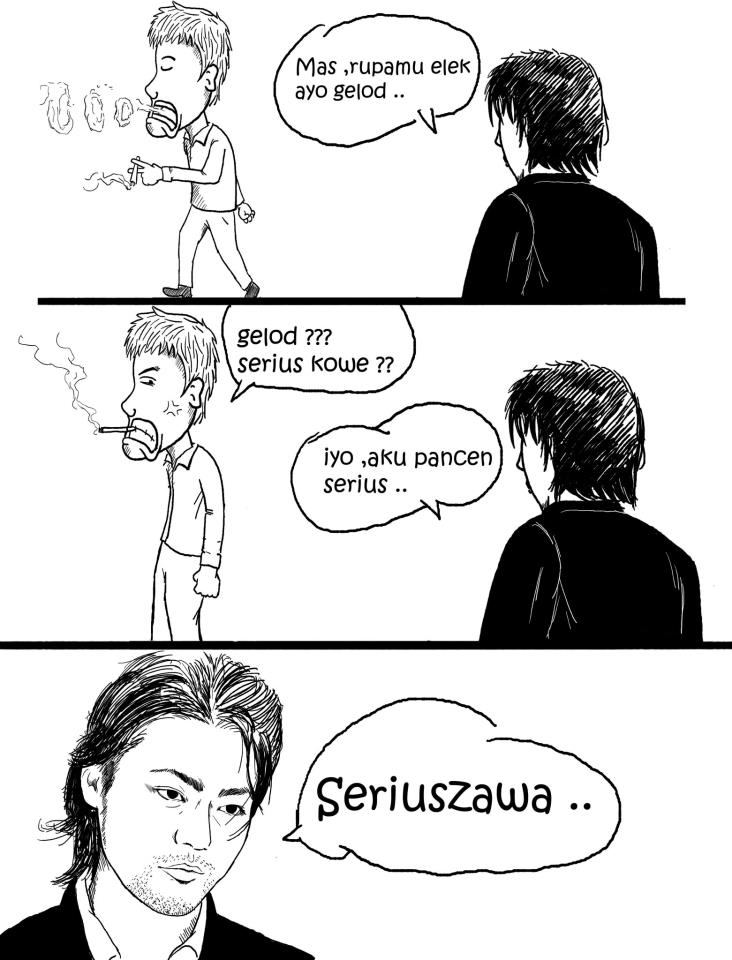 Mas ,rupamu elek
ayo gelod ..
gelod ???
serius kowe ??
iyo ,aku pancen
serius ..
Seriuszawa ..